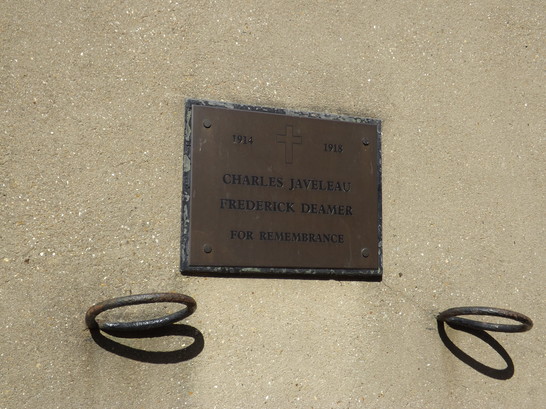 1914 1918
CHARLES JAVELEAU
FREDERICK DEAMER
FOR REMEMBRANCE